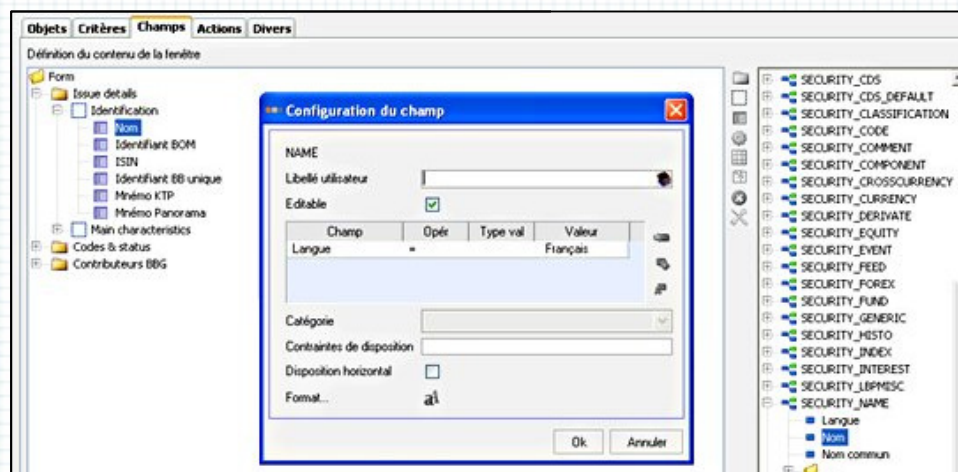 Objets Critères Champs Actions Divers
Définition du contenu de la fenêtre
Form
Issue details
Identification
Nom
Identifiant BOM
ISIN
Identifiant BB unique
Mnémo KTP
Mnémo Panorama
Main characteristics
Codes & status
Contributeurs BBG
Configuration du champ
NAME
Libellé utilisateur
Editable
Champ Opér Type val Valeur
Langue = Français
Catégorie
Contraintes de disposition
Disposition horizontal
Format...
Ok Annuler
SECURITY_CDS
SECURITY_CDS_DEFAULT
SECURITY_CLASSIFICATION
SECURITY_CODE
SECURITY_COMMENT
SECURITY_COMPONENT
SECURITY_CROSSCURRENCY
SECURITY_CURRENCY
SECURITY_DERIVATE
SECURITY_EQUITY
SECURITY_EVENT
SECURITY_FEED
SECURITY_FOREX
SECURITY_FUND
SECURITY_GENERIC
SECURITY_HISTO
SECURITY_INDEX
SECURITY_INTEREST
SECURITY_LBPMISC
SECURITY_NAME
Langue
Nom
Nom commun